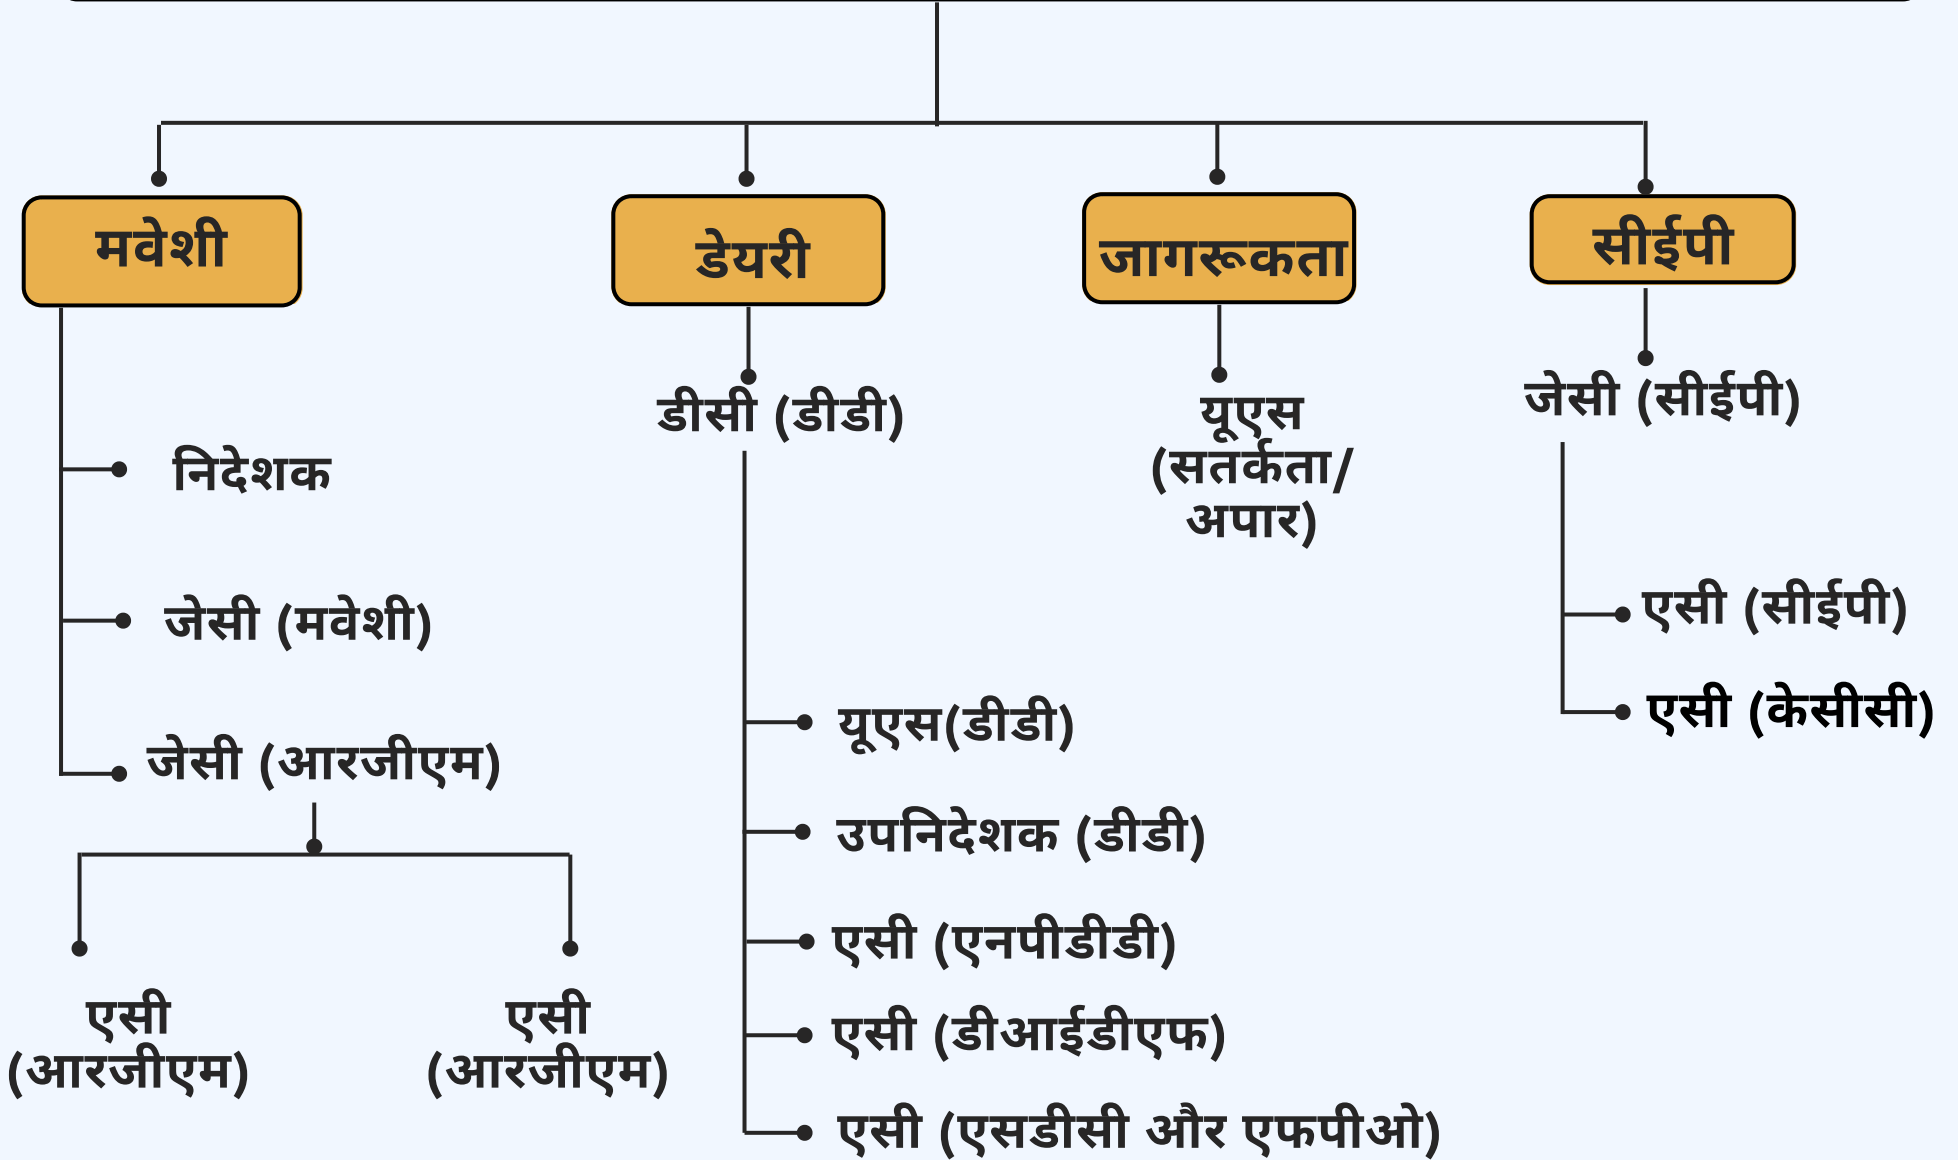 मवेशी
डेयरी
जागरूकता
सीईपी
निदेशक
जेसी (मवेशी)
जेसी (आरजीएम)
एसी
(आरजीएम)
एसी
(आरजीएम)
डीसी (डीडी)
यूएस(डीडी)
उपनिदेशक (डीडी)
एसी (एनपीडीडी)
एसी (डीआईडीएफ)
एसी (एसडीसी और एफपीओ)
यूएस
(सतर्कता/
अपार)
जेसी (सीईपी)
एसी (सीईपी)
एसी (केसीसी)